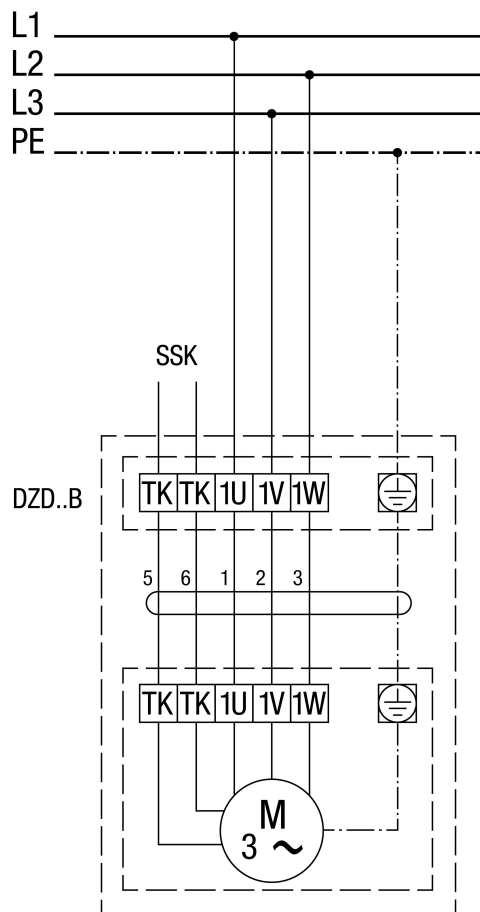 L1
L2
L3
PE
SSK
DZD..B
TK TK 1U 1V 1W
5 6 1 2 3
TK TK 1U 1V 1W
M
3 ~